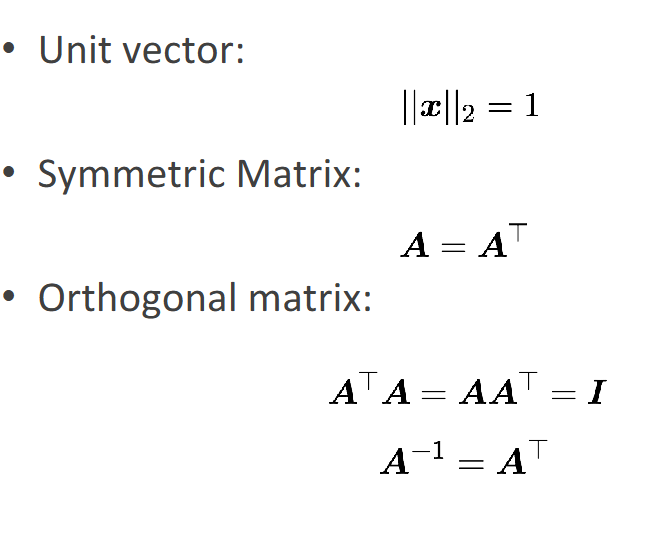 • Unit vector:
||x||₂ = 1
• Symmetric Matrix:
A = A⊤
• Orthogonal matrix:
A⊤A = AA⊤ = I
A⁻¹ = A⊤